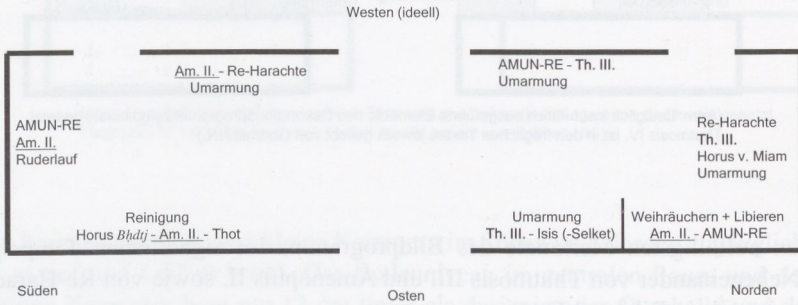 Westen (ideell)
Am. II. - Re-Harachte
Umarmung
AMUN-RE - Th. III.
Umarmung
AMUN-RE
Am. II.
Ruderlauf
Re-Harachte
Th. III.
Horus v. Miam
Umarmung
Reinigung
Horus Bḥdtj - Am. II. - Thot
Umarmung
Th. III. - Isis (-Selket)
Weihräuchern + Libieren
Am. II. - AMUN-RE
Süden
Osten
Norden